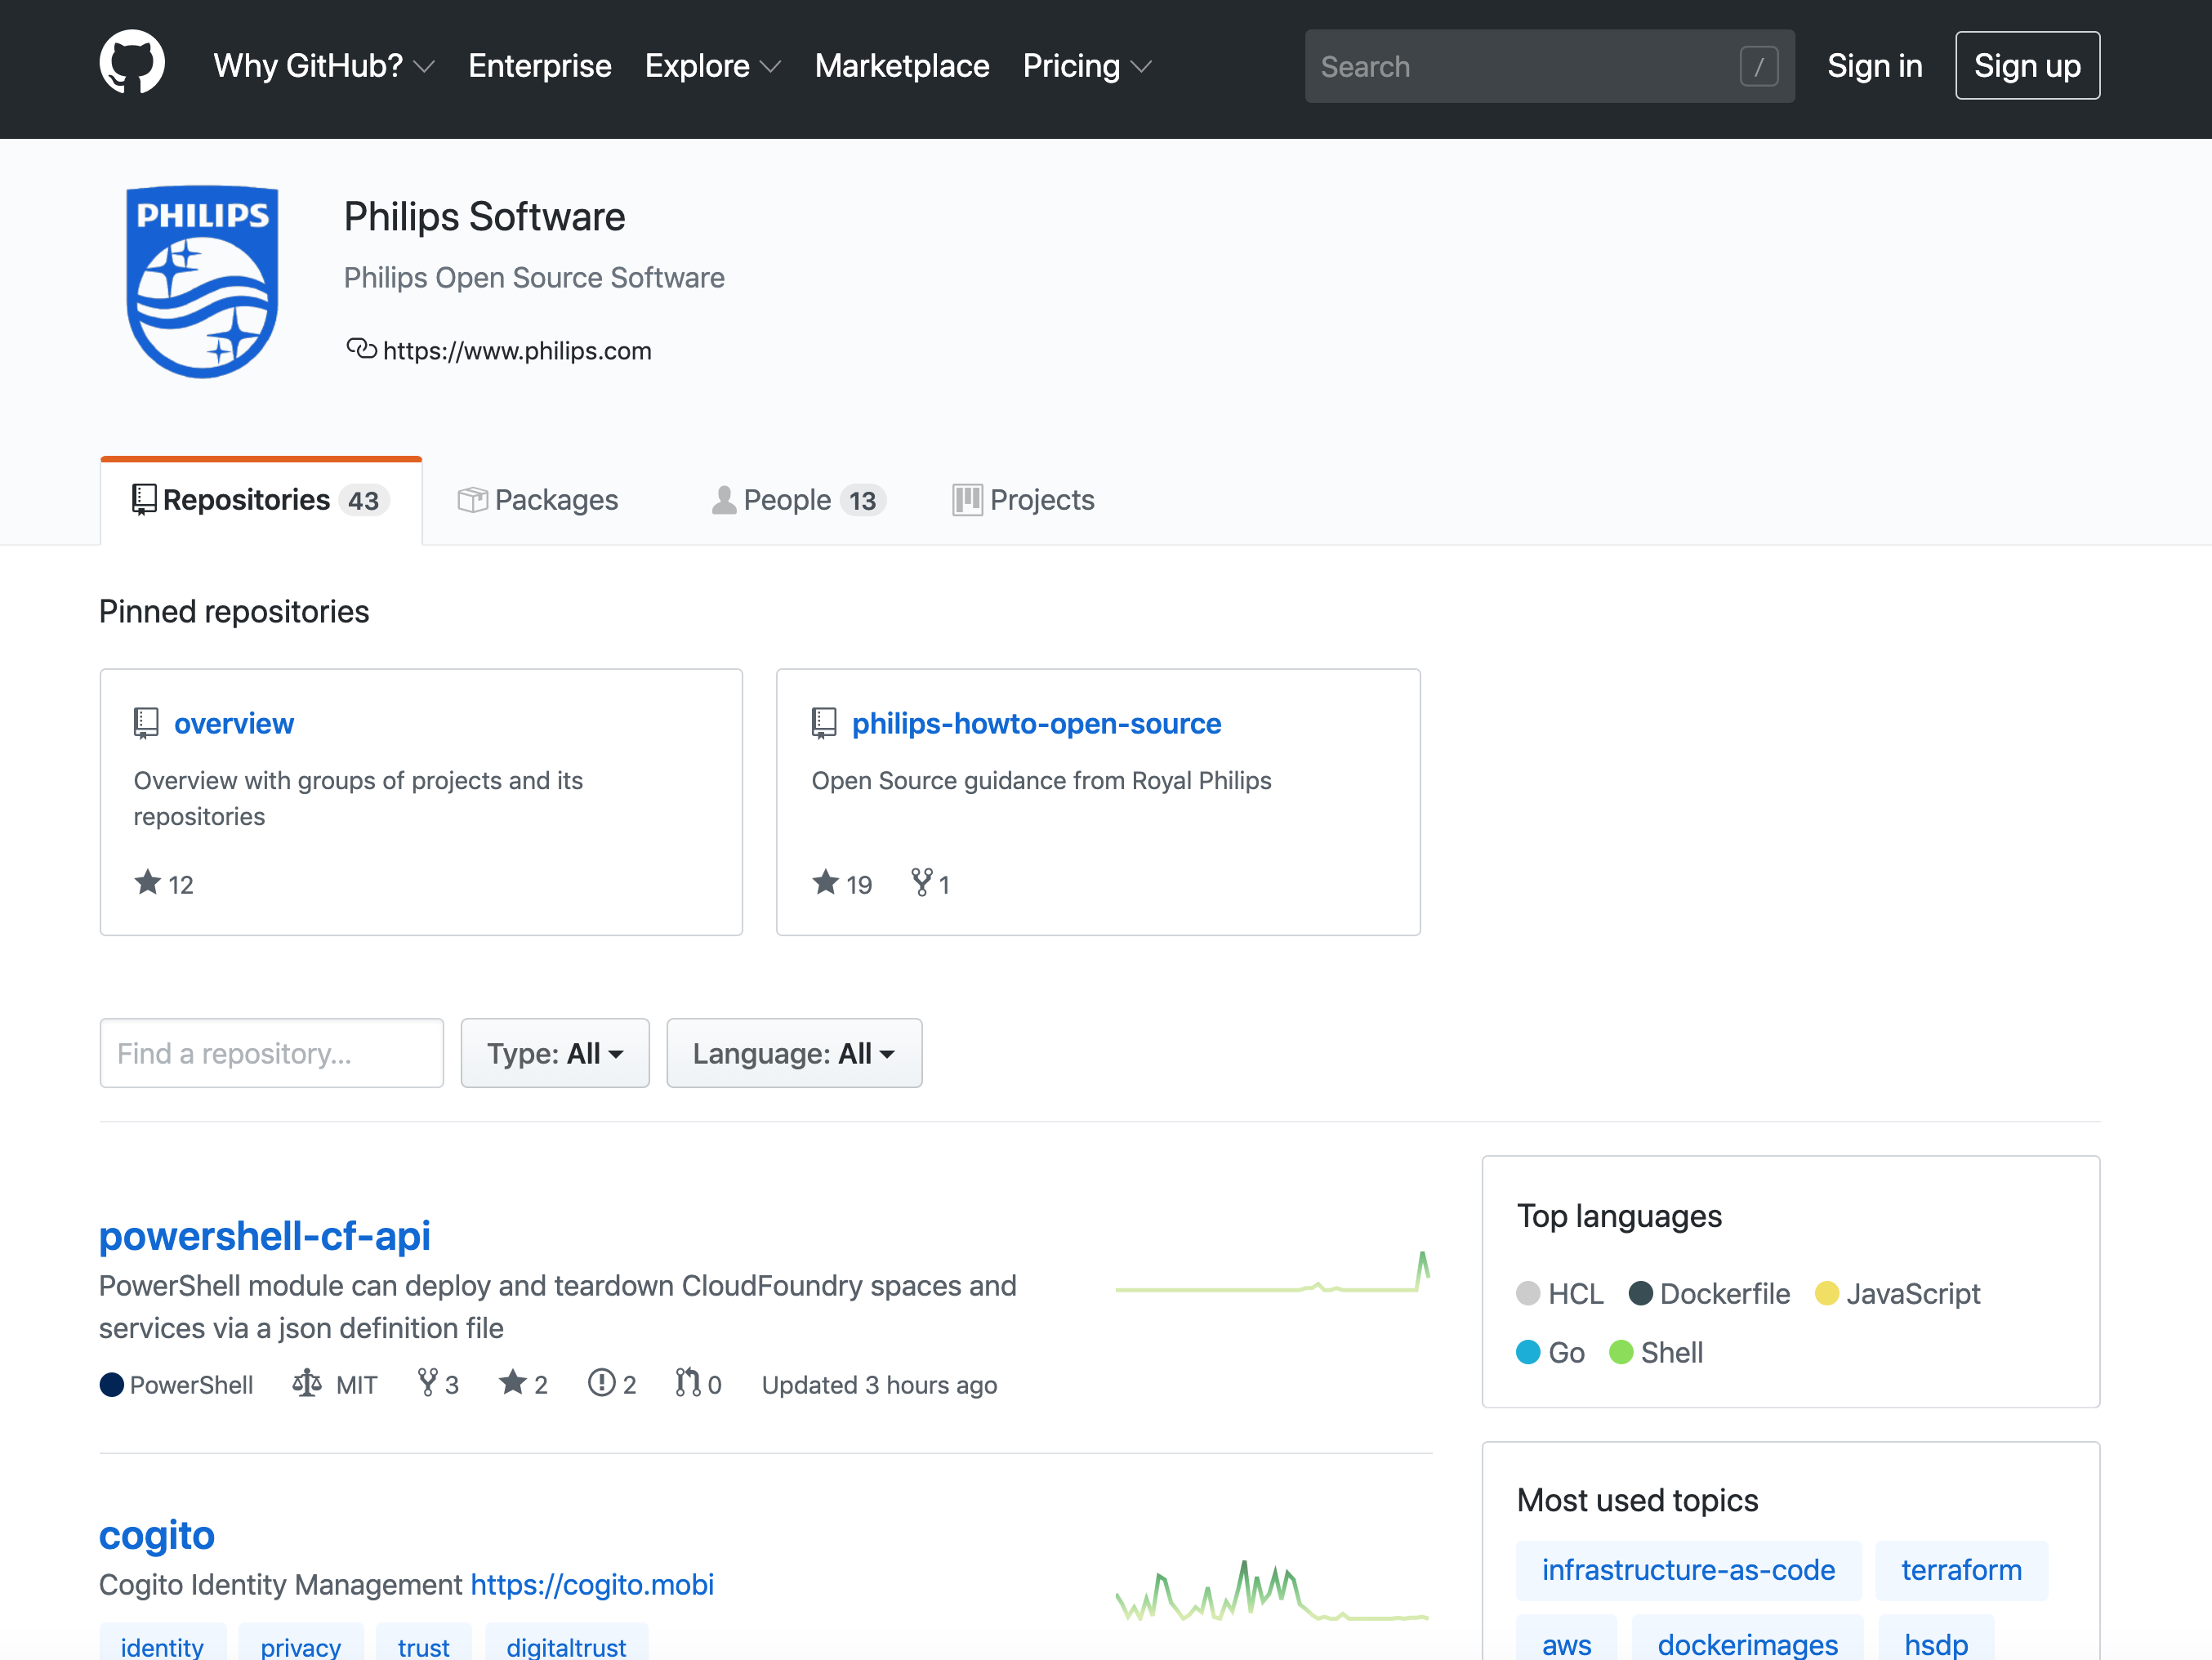 Why GitHub? Enterprise Explore Marketplace Pricing Search / Sign in Sign up
PHILIPS
Philips Software
Philips Open Source Software
https://www.philips.com
Repositories 43 Packages People 13 Projects
Pinned repositories
overview
Overview with groups of projects and its
repositories
12
philips-howto-open-source
Open Source guidance from Royal Philips
19 1
Find a repository... Type: All Language: All
powershell-cf-api
PowerShell module can deploy and teardown CloudFoundry spaces and
services via a json definition file
PowerShell MIT 3 2 2 0 Updated 3 hours ago
cogito
Cogito Identity Management https://cogito.mobi
identity privacy trust digitaltrust
Top languages
HCL Dockerfile JavaScript
Go Shell
Most used topics
infrastructure-as-code terraform
aws dockerimages hsdp